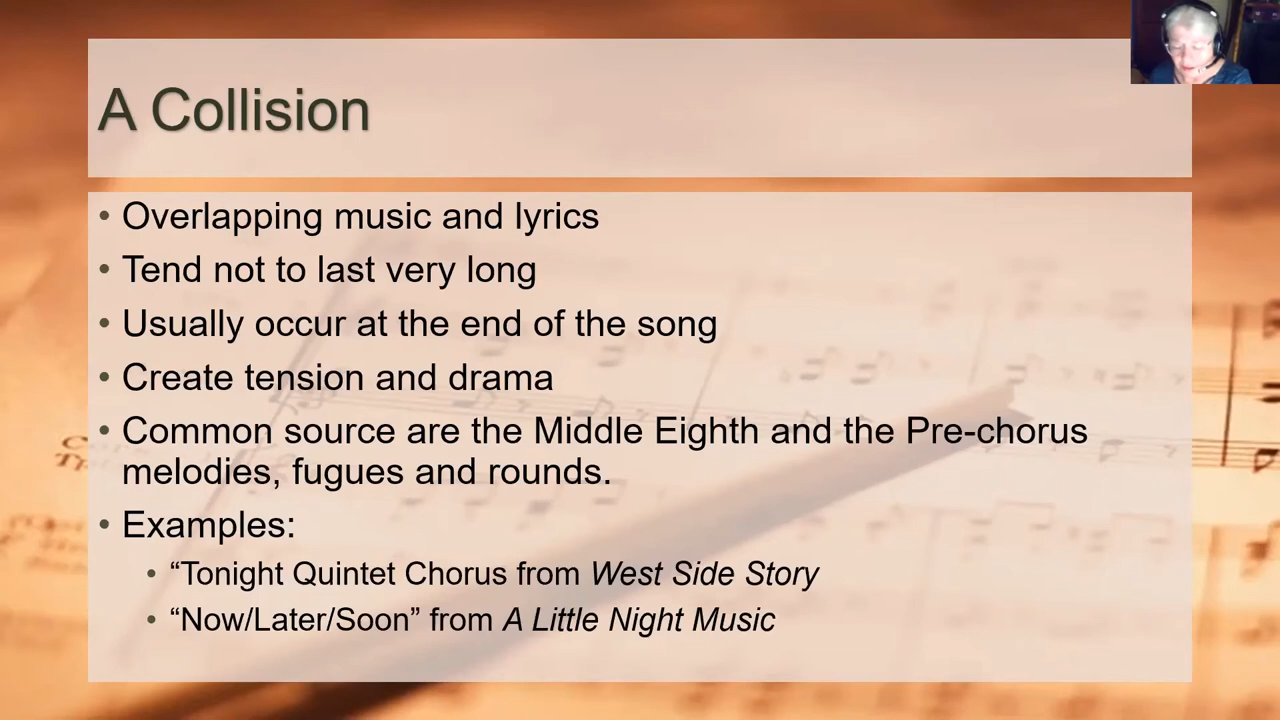 A Collision
• Overlapping music and lyrics
• Tend not to last very long
• Usually occur at the end of the song
• Create tension and drama
• Common source are the Middle Eighth and the Pre-chorus
melodies, fugues and rounds.
• Examples:
• “Tonight Quintet Chorus from West Side Story
• “Now/Later/Soon” from A Little Night Music